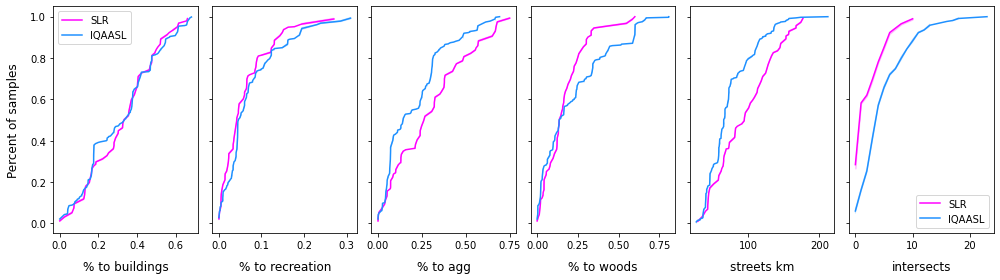 SLR
IQAASL
Percent of samples
1.0
0.8
0.6
0.4
0.2
0.0
0.0 0.2 0.4 0.6
% to buildings
0.0 0.1 0.2 0.3
% to recreation
0.00 0.25 0.50 0.75
% to agg
0.00 0.25 0.50 0.75
% to woods
100 200
streets km
SLR
IQAASL
0 10 20
intersects